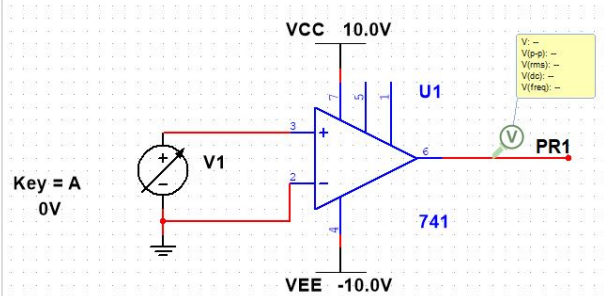 VCC 10.0V
V: --
V(p-p): --
V(rms): --
V(dc): --
V(freq): --
U1
7
5
1
3
+
6
V
PR1
+
V1
2
Key = A
0V
4
741
VEE -10.0V